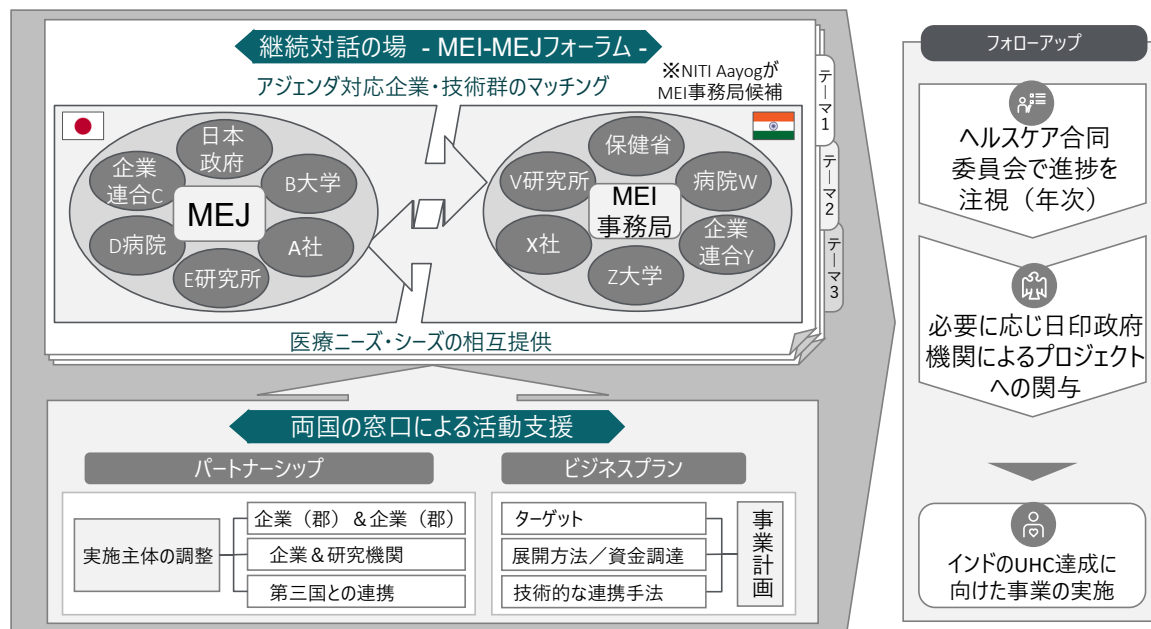 継続対話の場 - MEI-MEJフォーラム -
アジェンダ対応企業・技術群のマッチング
※NITI Aayogが
MEI事務局候補
テーマ1
テーマ2
テーマ3
日本
政府
企業
連合C
B大学
MEJ
D病院
A社
E研究所
保健省
V研究所
病院W
MEI
事務局
X社
企業
連合Y
Z大学
医療ニーズ・シーズの相互提供
両国の窓口による活動支援
パートナーシップ
実施主体の調整
企業（郡）＆企業（郡）
企業＆研究機関
第三国との連携
ビジネスプラン
ターゲット
展開方法／資金調達
技術的な連携手法
事業計画
フォローアップ
ヘルスケア合同
委員会で進捗を
注視（年次）
必要に応じ日印政府
機関によるプロジェクト
への関与
インドのUHC達成に
向けた事業の実施